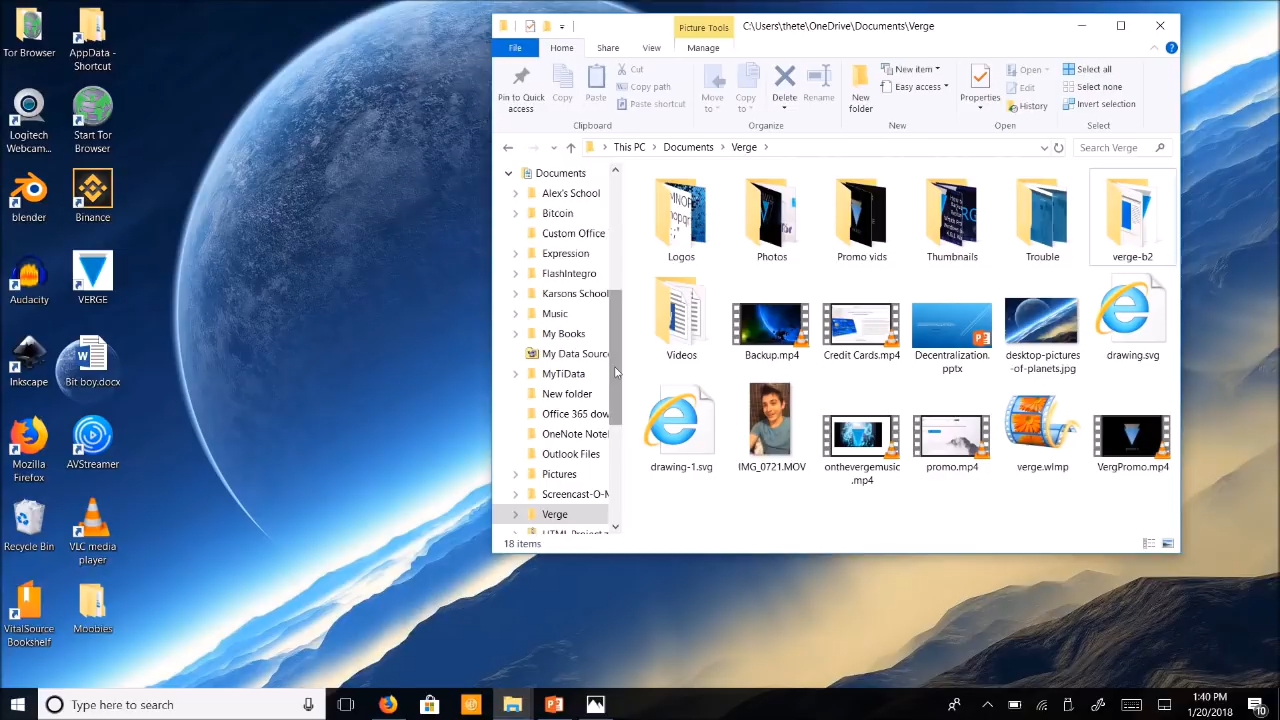 Tor Browser
AppData -
Shortcut
Logitech
Webcam...
Start Tor
Browser
blender
Binance
Audacity
VERGE
Inkscape
Bit boy.docx
Mozilla
Firefox
AVStreamer
Recycle Bin
VLC media
player
VitalSource
Bookshelf
Moobies
Picture Tools
C:\Users\thete\OneDrive\Documents\Verge
File
Home
Share
View
Manage
Pin to Quick
access
Copy
Paste
Cut
Copy path
Paste shortcut
Clipboard
Move
to
Copy
to
Delete
Rename
Organize
New
folder
New item
Easy access
New
Properties
Open
Edit
History
Open
Select all
Select none
Invert selection
Select
This PC
Documents
Verge
Search Verge
Documents
Alex's School
Bitcoin
Custom Office
Expression
FlashIntegro
Karsons School
Music
My Books
My Data Sourc
MyTiData
New folder
Office 365 dow
OneNote Note
Outlook Files
Pictures
Screencast-O-M
Verge
Logos
Photos
Promo vids
Thumbnails
Trouble
verge-b2
Videos
Backup.mp4
Credit Cards.mp4
Decentralization.
pptx
desktop-pictures
-of-planets.jpg
drawing.svg
drawing-1.svg
IMG_0721.MOV
onthevergemusic
.mp4
promo.mp4
verge.wlmp
VergPromo.mp4
18 items
Type here to search
1:40 PM
1/20/2018
10